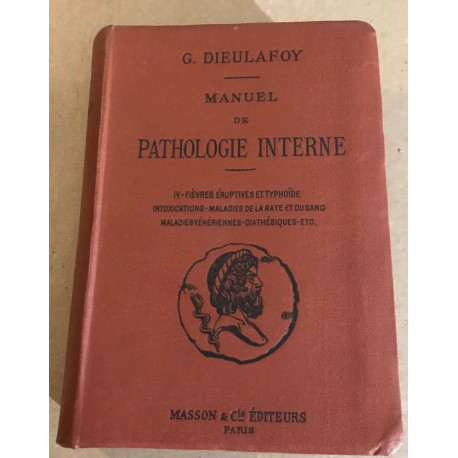 G. DIEULAFOY
MANUEL
DE
PATHOLOGIE INTERNE
IV-FIÈVRES ÉRUPTIVES ET TYPHOÏDE
INTOXICATIONS-MALADIES DE LA RATE ET DU SANG
MALADIES VÉNÉRIENNES-DIATHÉSIQUES-ETC.
MASSON & Cie ÉDITEURS
PARIS